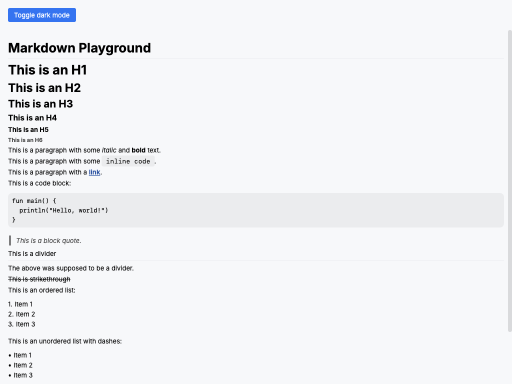 Toggle dark mode
Markdown Playground
This is an H1
This is an H2
This is an H3
This is an H4
This is an H5
This is an H6
This is a paragraph with some italic and bold text.
This is a paragraph with some inline code .
This is a paragraph with a link.
This is a code block:
fun main() {
  println("Hello, world!")
}
This is a block quote.
This is a divider
The above was supposed to be a divider.
This is strikethrough
This is an ordered list:
1. Item 1
2. Item 2
3. Item 3
This is an unordered list with dashes:
• Item 1
• Item 2
• Item 3